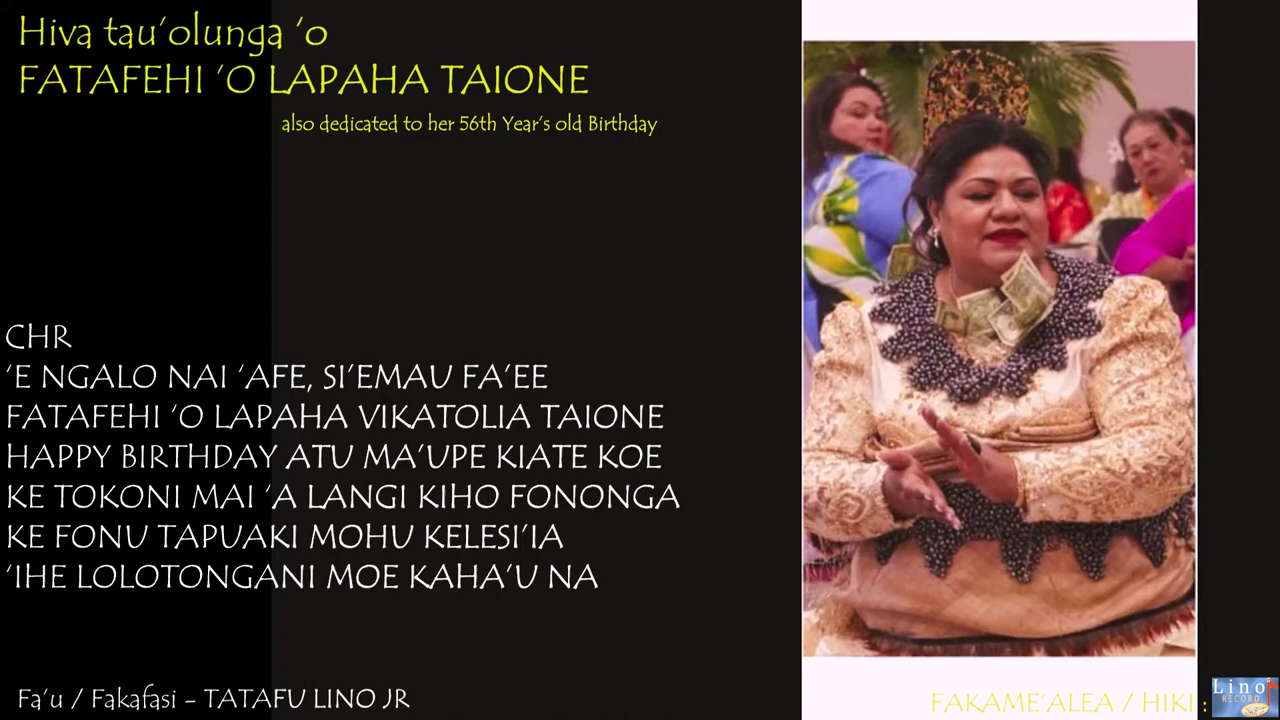 Hiva tau'olunga 'o
FATAFEHI 'O LAPAHA TAIONE
also dedicated to her 56th Year's old Birthday
CHR
'E NGALO NAI 'AFE, SI'EMAU FA'EE
FATAFEHI 'O LAPAHA VIKATOLIA TAIONE
HAPPY BIRTHDAY ATU MA'UPE KIATE KOE
KE TOKONI MAI 'A LANGI KIHO FONONGA
KE FONU TAPUAKI MOHU KELESI'IA
'IHE LOLOTONGANI MOE KAHA'U NA
Fa'u / Fakafasi – TATAFU LINO JR
FAKAME'ALEA / HIKI :
Lino
RECORD